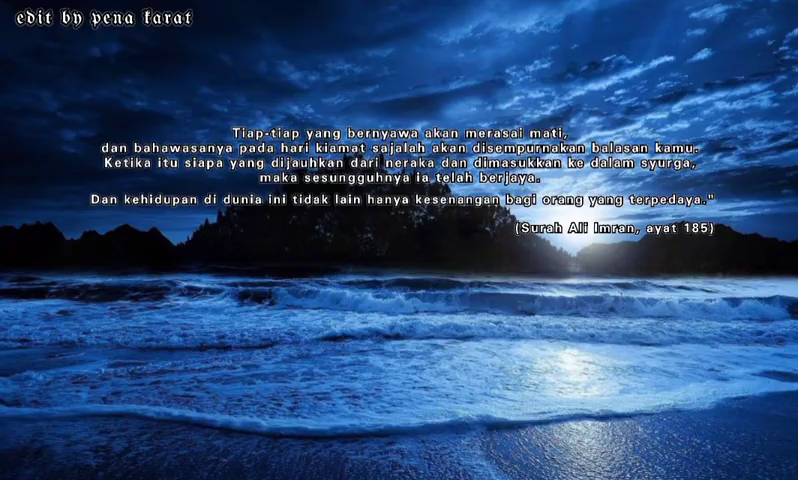 edit by pena karat
Tiap-tiap yang bernyawa akan merasai mati,
dan bahawasanya pada hari kiamat sajalah akan disempurnakan balasan kamu.
Ketika itu siapa yang dijauhkan dari neraka dan dimasukkan ke dalam syurga,
maka sesungguhnya ia telah berjaya.
Dan kehidupan di dunia ini tidak lain hanya kesenangan bagi orang yang terpedaya."
(Surah Ali Imran, ayat 185)